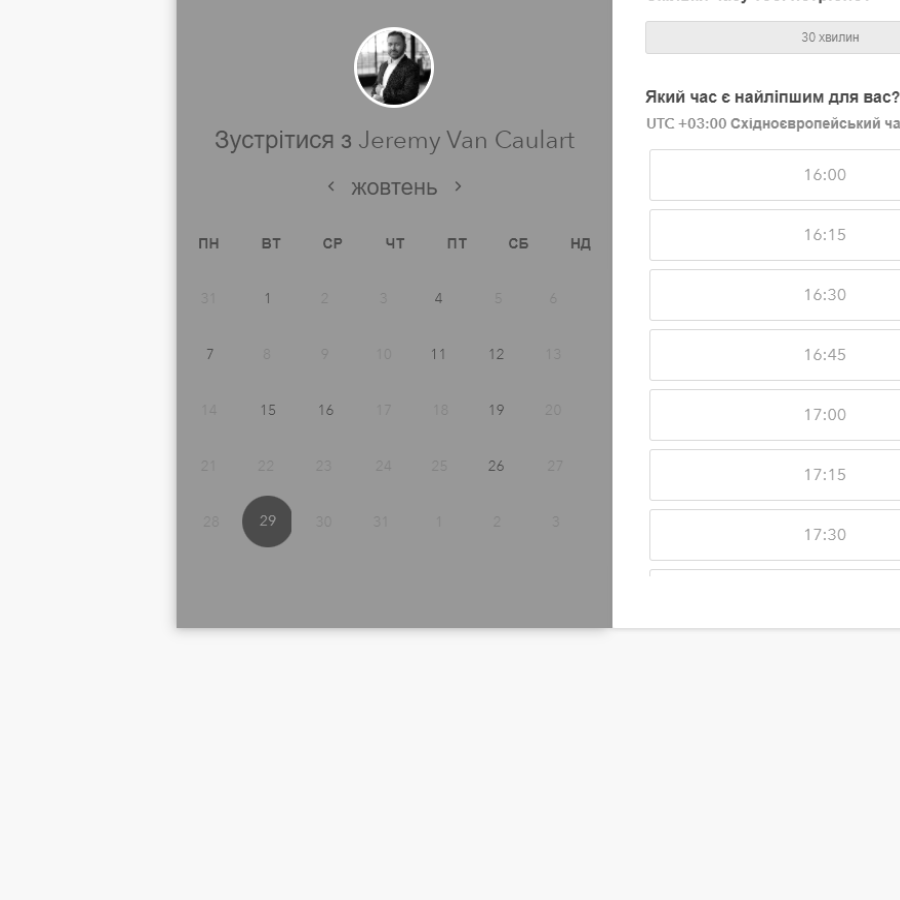 Зустрітися з Jeremy Van Caulart
жовтень
ПН ВТ СР ЧТ ПТ СБ НД
31 1 2 3 4 5 6
7 8 9 10 11 12 13
14 15 16 17 18 19 20
21 22 23 24 25 26 27
28 29 30 31 1 2 3
30 хвилин
Який час є найліпшим для вас?
UTC +03:00 Східноєвропейський ча
16:00
16:15
16:30
16:45
17:00
17:15
17:30